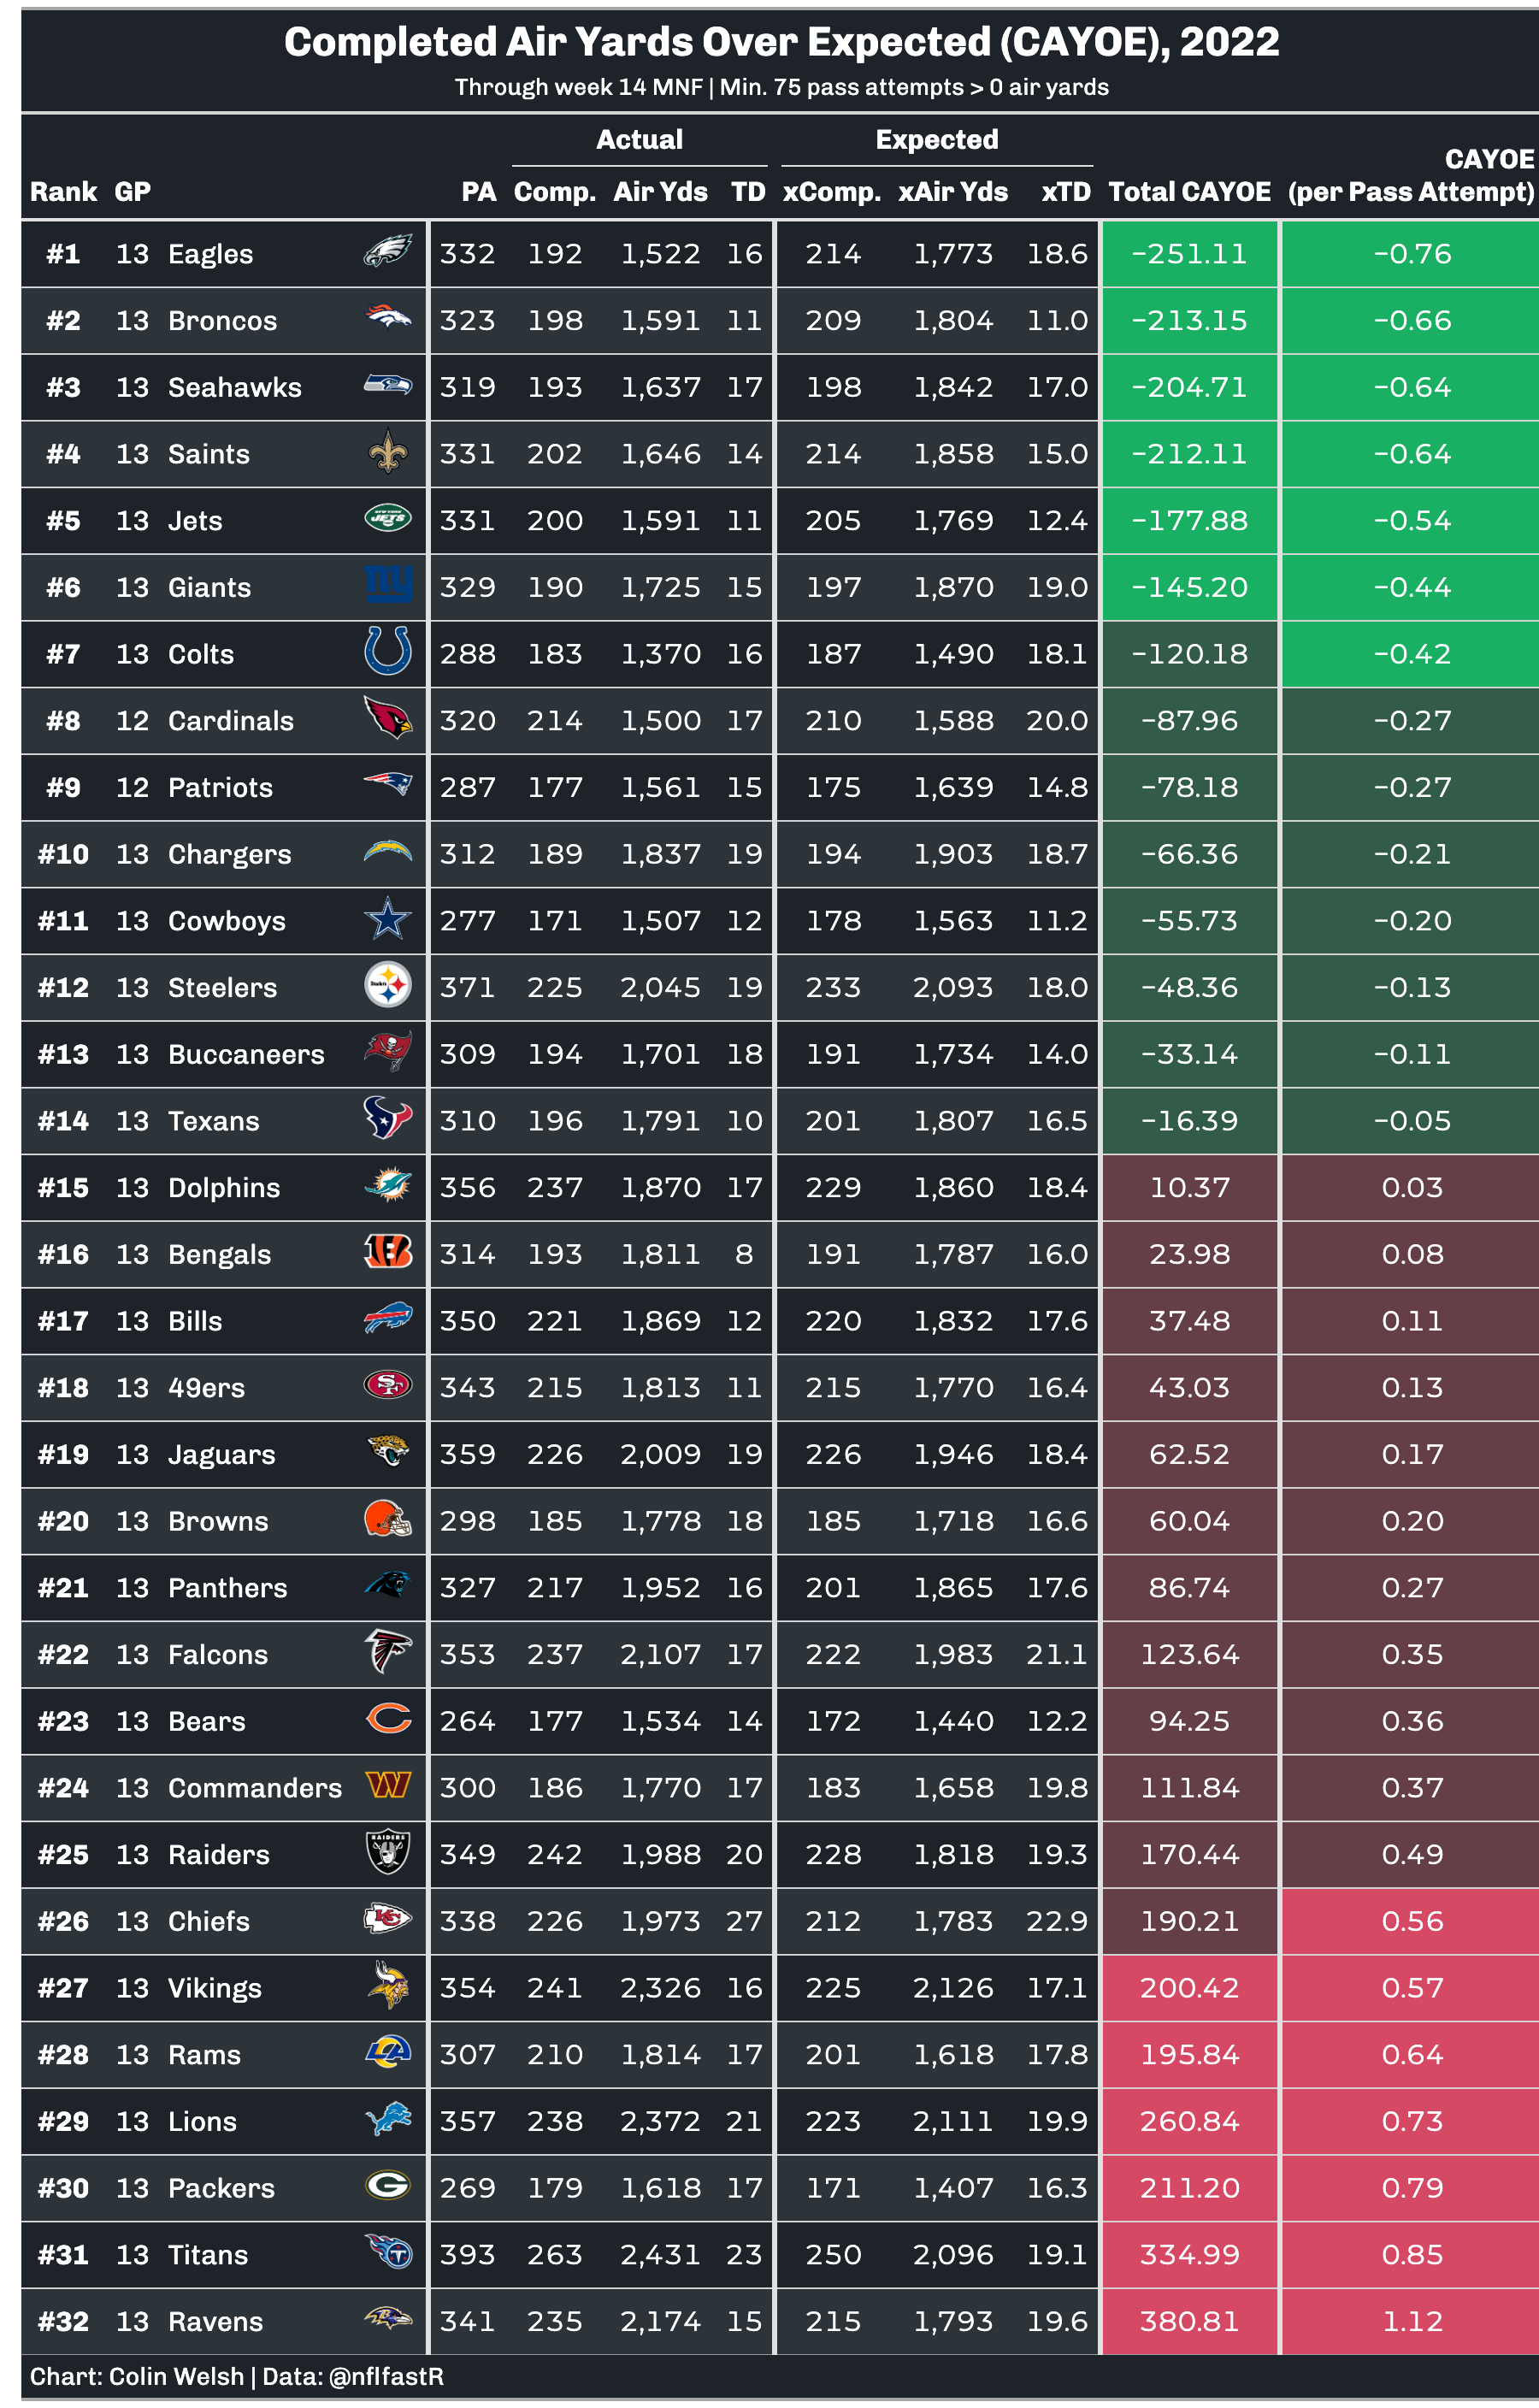 Completed Air Yards Over Expected (CAYOE), 2022
Through week 14 MNF | Min. 75 pass attempts > 0 air yards
Actual Expected CAYOE
Rank GP PA Comp. Air Yds TD xComp. xAir Yds xTD Total CAYOE (per Pass Attempt)
#1 13 Eagles 332 192 1,522 16 214 1,773 18.6 −251.11 −0.76
#2 13 Broncos 323 198 1,591 11 209 1,804 11.0 −213.15 −0.66
#3 13 Seahawks 319 193 1,637 17 198 1,842 17.0 −204.71 −0.64
#4 13 Saints 331 202 1,646 14 214 1,858 15.0 −212.11 −0.64
#5 13 Jets NEW YORK JETS 331 200 1,591 11 205 1,769 12.4 −177.88 −0.54
#6 13 Giants ny 329 190 1,725 15 197 1,870 19.0 −145.20 −0.44
#7 13 Colts 288 183 1,370 16 187 1,490 18.1 −120.18 −0.42
#8 12 Cardinals 320 214 1,500 17 210 1,588 20.0 −87.96 −0.27
#9 12 Patriots 287 177 1,561 15 175 1,639 14.8 −78.18 −0.27
#10 13 Chargers 312 189 1,837 19 194 1,903 18.7 −66.36 −0.21
#11 13 Cowboys 277 171 1,507 12 178 1,563 11.2 −55.73 −0.20
#12 13 Steelers Steelers 371 225 2,045 19 233 2,093 18.0 −48.36 −0.13
#13 13 Buccaneers 309 194 1,701 18 191 1,734 14.0 −33.14 −0.11
#14 13 Texans 310 196 1,791 10 201 1,807 16.5 −16.39 −0.05
#15 13 Dolphins 356 237 1,870 17 229 1,860 18.4 10.37 0.03
#16 13 Bengals B 314 193 1,811 8 191 1,787 16.0 23.98 0.08
#17 13 Bills 350 221 1,869 12 220 1,832 17.6 37.48 0.11
#18 13 49ers SF 343 215 1,813 11 215 1,770 16.4 43.03 0.13
#19 13 Jaguars 359 226 2,009 19 226 1,946 18.4 62.52 0.17
#20 13 Browns 298 185 1,778 18 185 1,718 16.6 60.04 0.20
#21 13 Panthers 327 217 1,952 16 201 1,865 17.6 86.74 0.27
#22 13 Falcons 353 237 2,107 17 222 1,983 21.1 123.64 0.35
#23 13 Bears C 264 177 1,534 14 172 1,440 12.2 94.25 0.36
#24 13 Commanders W 300 186 1,770 17 183 1,658 19.8 111.84 0.37
#25 13 Raiders RAIDERS 349 242 1,988 20 228 1,818 19.3 170.44 0.49
#26 13 Chiefs KC 338 226 1,973 27 212 1,783 22.9 190.21 0.56
#27 13 Vikings 354 241 2,326 16 225 2,126 17.1 200.42 0.57
#28 13 Rams LA 307 210 1,814 17 201 1,618 17.8 195.84 0.64
#29 13 Lions 357 238 2,372 21 223 2,111 19.9 260.84 0.73
#30 13 Packers G 269 179 1,618 17 171 1,407 16.3 211.20 0.79
#31 13 Titans T 393 263 2,431 23 250 2,096 19.1 334.99 0.85
#32 13 Ravens 341 235 2,174 15 215 1,793 19.6 380.81 1.12
Chart: Colin Welsh | Data: @nflfastR